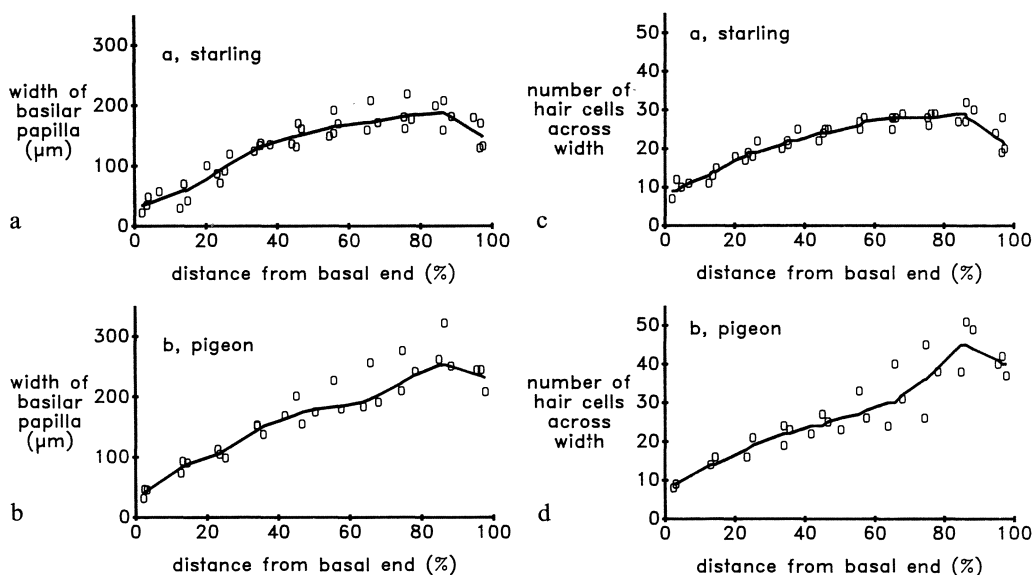 300
200
100
0
a, starling
width of
basilar
papilla
(µm)
a
0 20 40 60 80 100
distance from basal end (%)
50
40
30
20
10
0
a, starling
number of
hair cells
across
width
c
0 20 40 60 80 100
distance from basal end (%)
300
200
100
0
b, pigeon
width of
basilar
papilla
(µm)
b
0 20 40 60 80 100
distance from basal end (%)
50
40
30
20
10
0
b, pigeon
number of
hair cells
across
width
d
0 20 40 60 80 100
distance from basal end (%)